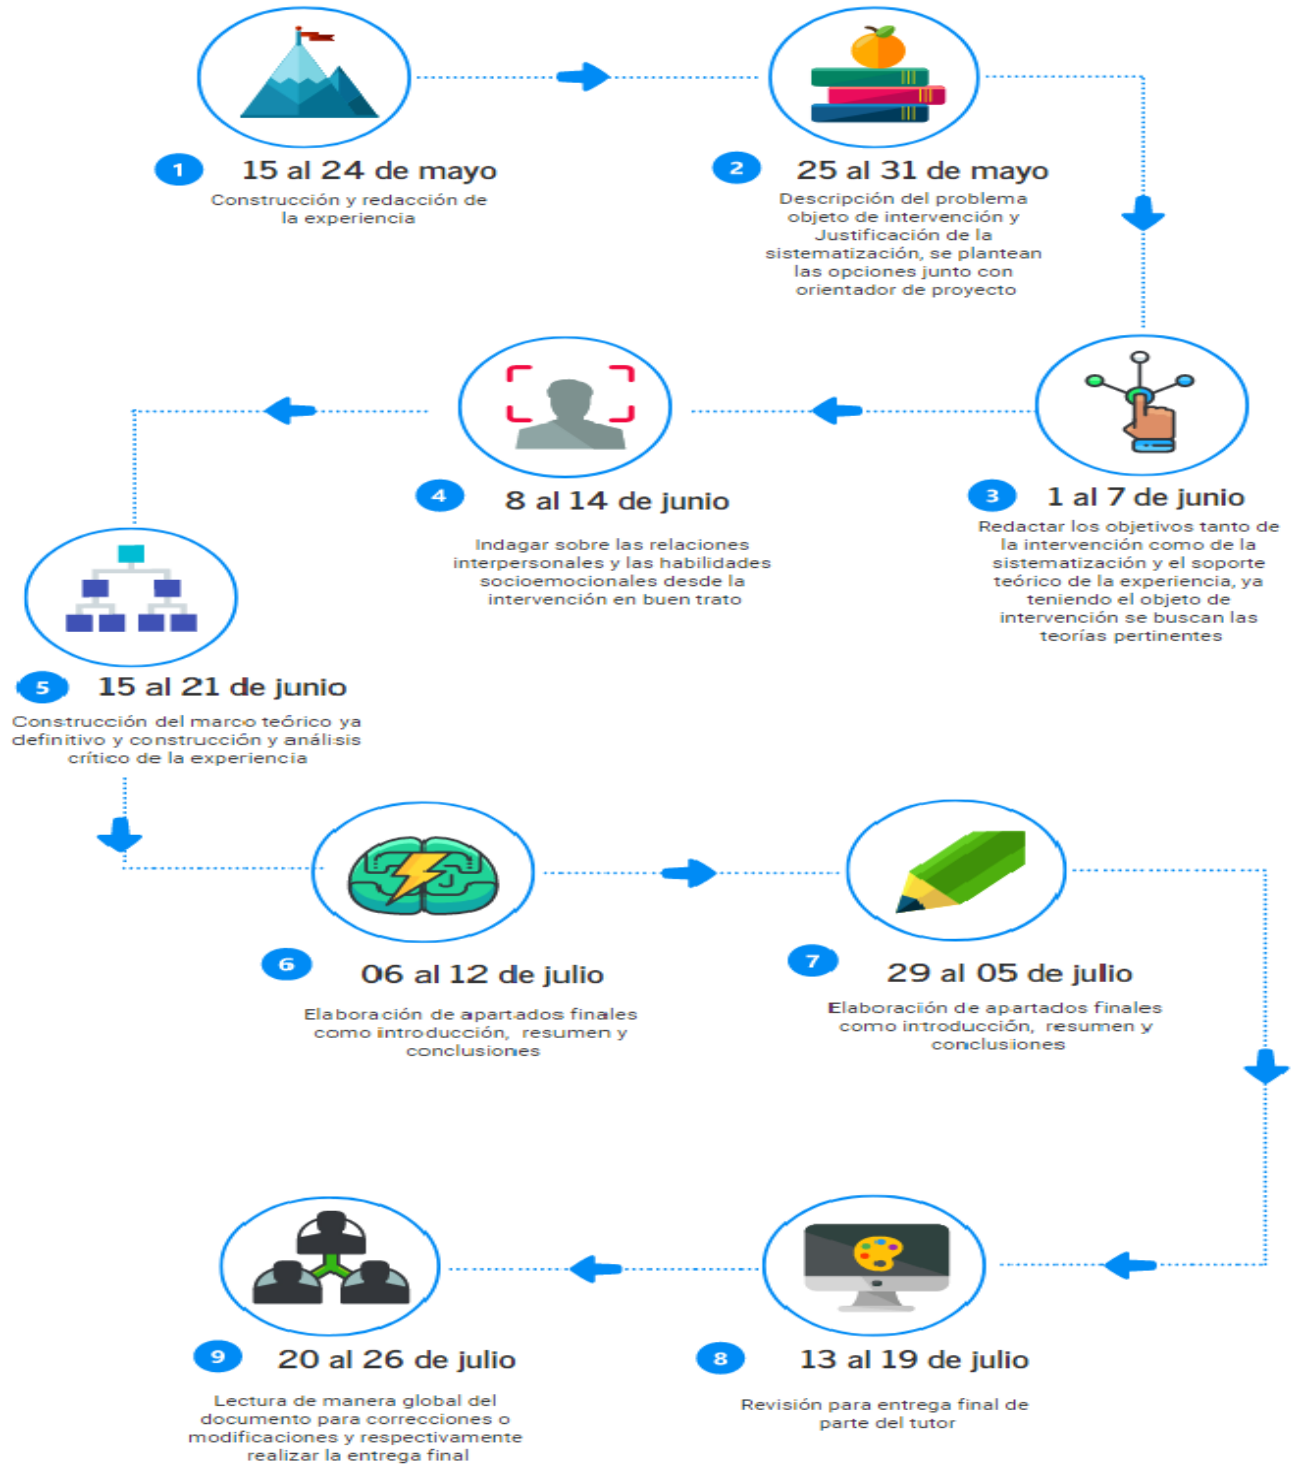 1
15 al 24 de mayo
Construcción y redacción de
la experiencia
2
25 al 31 de mayo
Descripción del problema
objeto de intervención y
Justificación de la
sistematización, se plantean
las opciones junto con
orientador de proyecto
3
1 al 7 de junio
Redactar los objetivos tanto de
la intervención como de la
sistematización y el soporte
teórico de la experiencia, ya
teniendo el objeto de
intervención se buscan las
teorías pertinentes
4
8 al 14 de junio
Indagar sobre las relaciones
interpersonales y las habilidades
socioemocionales desde la
intervención en buen trato
5
15 al 21 de junio
Construcción del marco teórico ya
definitivo y construcción y análisis
crítico de la experiencia
6
06 al 12 de julio
Elaboración de apartados finales
como introducción, resumen y
conclusiones
7
29 al 05 de julio
Elaboración de apartados finales
como introducción, resumen y
conclusiones
8
13 al 19 de julio
Revisión para entrega final de
parte del tutor
9
20 al 26 de julio
Lectura de manera global del
documento para correcciones o
modificaciones y respectivamente
realizar la entrega final